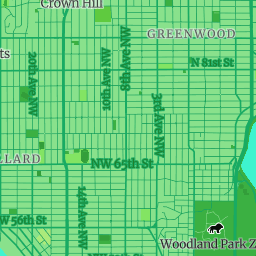 Crown Hill
GREENWOOD
ts
N 81st St
20th Ave NW
10th Ave NW
8th Ave NW
3rd Ave NW
LLARD
NW 65th St
14th Ave NW
W 56th St
Woodland Park Z